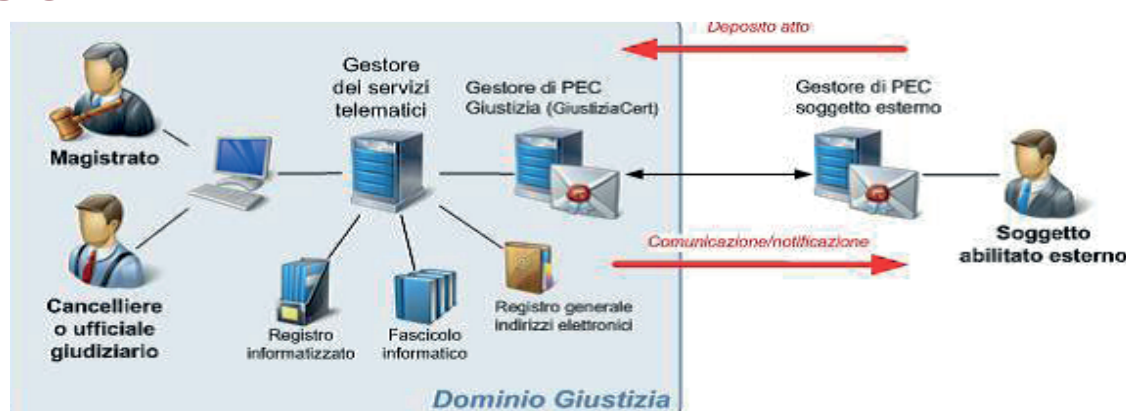 Deposito atto
Gestore
dei servizi
telematici
Gestore di PEC
Giustizia (GiustiziaCert)
Gestore di PEC
soggetto esterno
Magistrato
Soggetto
abilitato esterno
Comunicazione/notificazione
Cancelliere
o ufficiale
giudiziario
Registro
informatizzato
Fascicolo
informatico
Registro generale
indirizzi elettronici
Dominio Giustizia